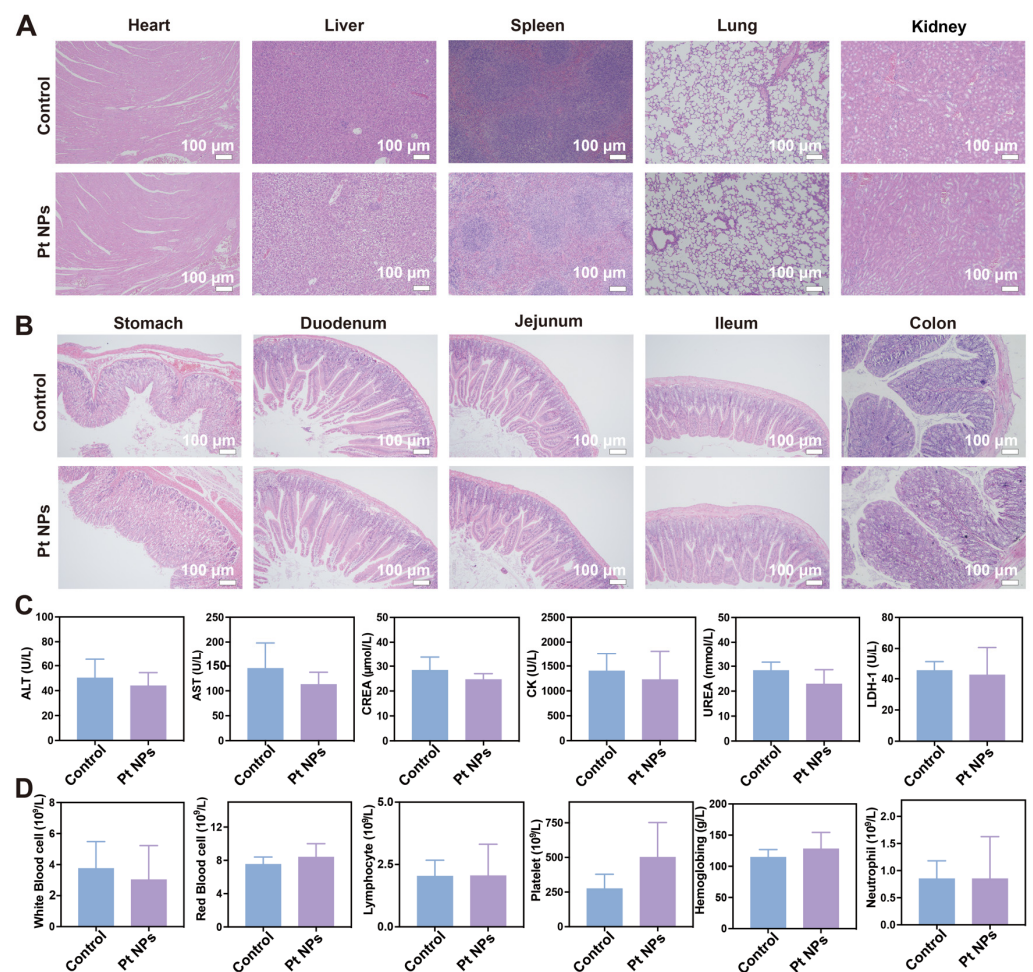 A
Heart Liver Spleen Lung Kidney
Control
100 μm 100 μm 100 μm 100 μm 100 μm
Pt NPs
100 μm 100 μm 100 μm 100 μm 100 μm
B
Stomach Duodenum Jejunum Ileum Colon
Control
100 μm 100 μm 100 μm 100 μm 100 μm
Pt NPs
100 μm 100 μm 100 μm 100 μm 100 μm
C
ALT (U/L)
100
80
60
40
20
0
Control Pt NPs
AST (U/L)
250
200
150
100
50
0
Control Pt NPs
CREA (μmol/L)
50
40
30
20
10
0
Control Pt NPs
CK (U/L)
2500
2000
1500
1000
500
0
Control Pt NPs
UREA (mmol/L)
50
40
30
20
10
0
Control Pt NPs
LDH-1 (U/L)
80
60
40
20
0
Control Pt NPs
D
White Blood cell (10⁹/L)
8
6
4
2
0
Control Pt NPs
Red Blood cell (10⁹/L)
12
8
4
0
Control Pt NPs
Lymphocyte (10⁹/L)
5.0
2.5
0.0
Control Pt NPs
Platelet (10⁹/L)
750
500
250
0
Control Pt NPs
Hemoglobing (g/L)
200
150
100
50
0
Control Pt NPs
Neutrophil (10⁹/L)
2.0
1.5
1.0
0.5
0.0
Control Pt NPs